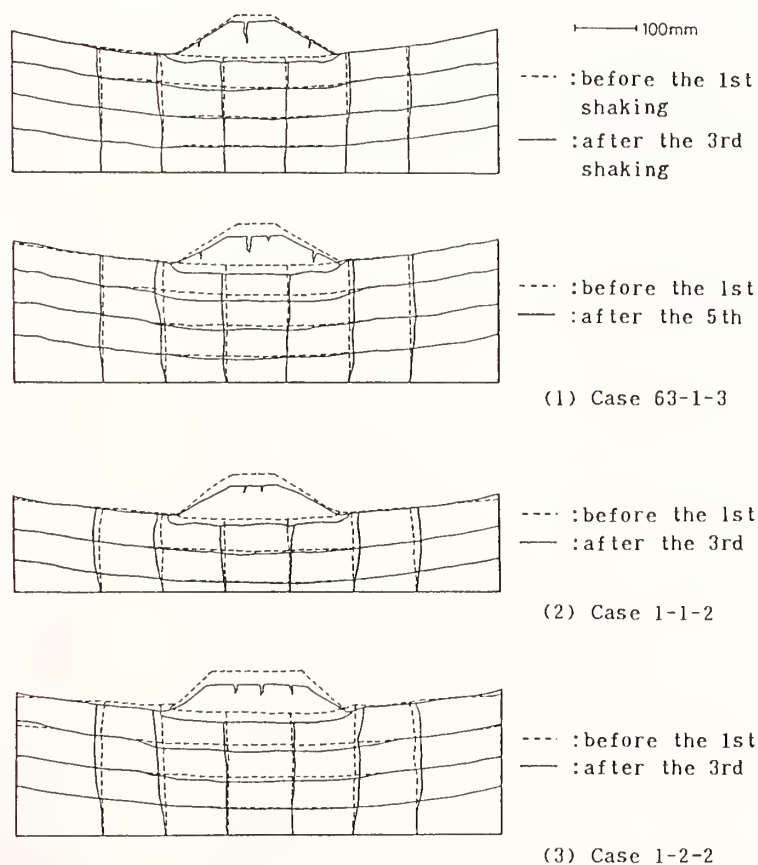 100mm
:before the 1st
shaking
:after the 3rd
shaking
:before the 1st
:after the 5th
(1) Case 63-1-3
:before the 1st
:after the 3rd
(2) Case 1-1-2
:before the 1st
:after the 3rd
(3) Case 1-2-2